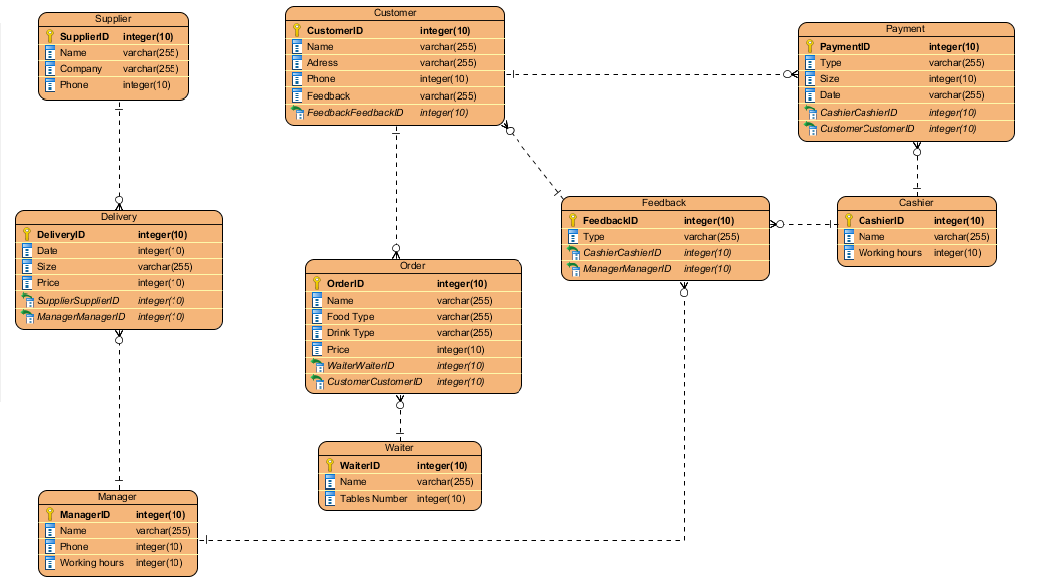 Supplier
SupplierID integer(10)
Name varchar(255)
Company varchar(255)
Phone integer(10)
Customer
CustomerID integer(10)
Name varchar(255)
Adress varchar(255)
Phone integer(10)
Feedback varchar(255)
FeedbackFeedbackID integer(10)
Payment
PaymentID integer(10)
Type varchar(255)
Size integer(10)
Date varchar(255)
CashierCashierID integer(10)
CustomerCustomerID integer(10)
Delivery
DeliveryID integer(10)
Date integer(10)
Size varchar(255)
Price integer(10)
SupplierSupplierID integer(10)
ManagerManagerID integer(10)
Feedback
FeedbackID integer(10)
Type varchar(255)
CashierCashierID integer(10)
ManagerManagerID integer(10)
Cashier
CashierID integer(10)
Name varchar(255)
Working hours integer(10)
Order
OrderID integer(10)
Name varchar(255)
Food Type varchar(255)
Drink Type varchar(255)
Price integer(10)
WaiterWaiterID integer(10)
CustomerCustomerID integer(10)
Waiter
WaiterID integer(10)
Name varchar(255)
Tables Number integer(10)
Manager
ManagerID integer(10)
Name varchar(255)
Phone integer(10)
Working hours integer(10)